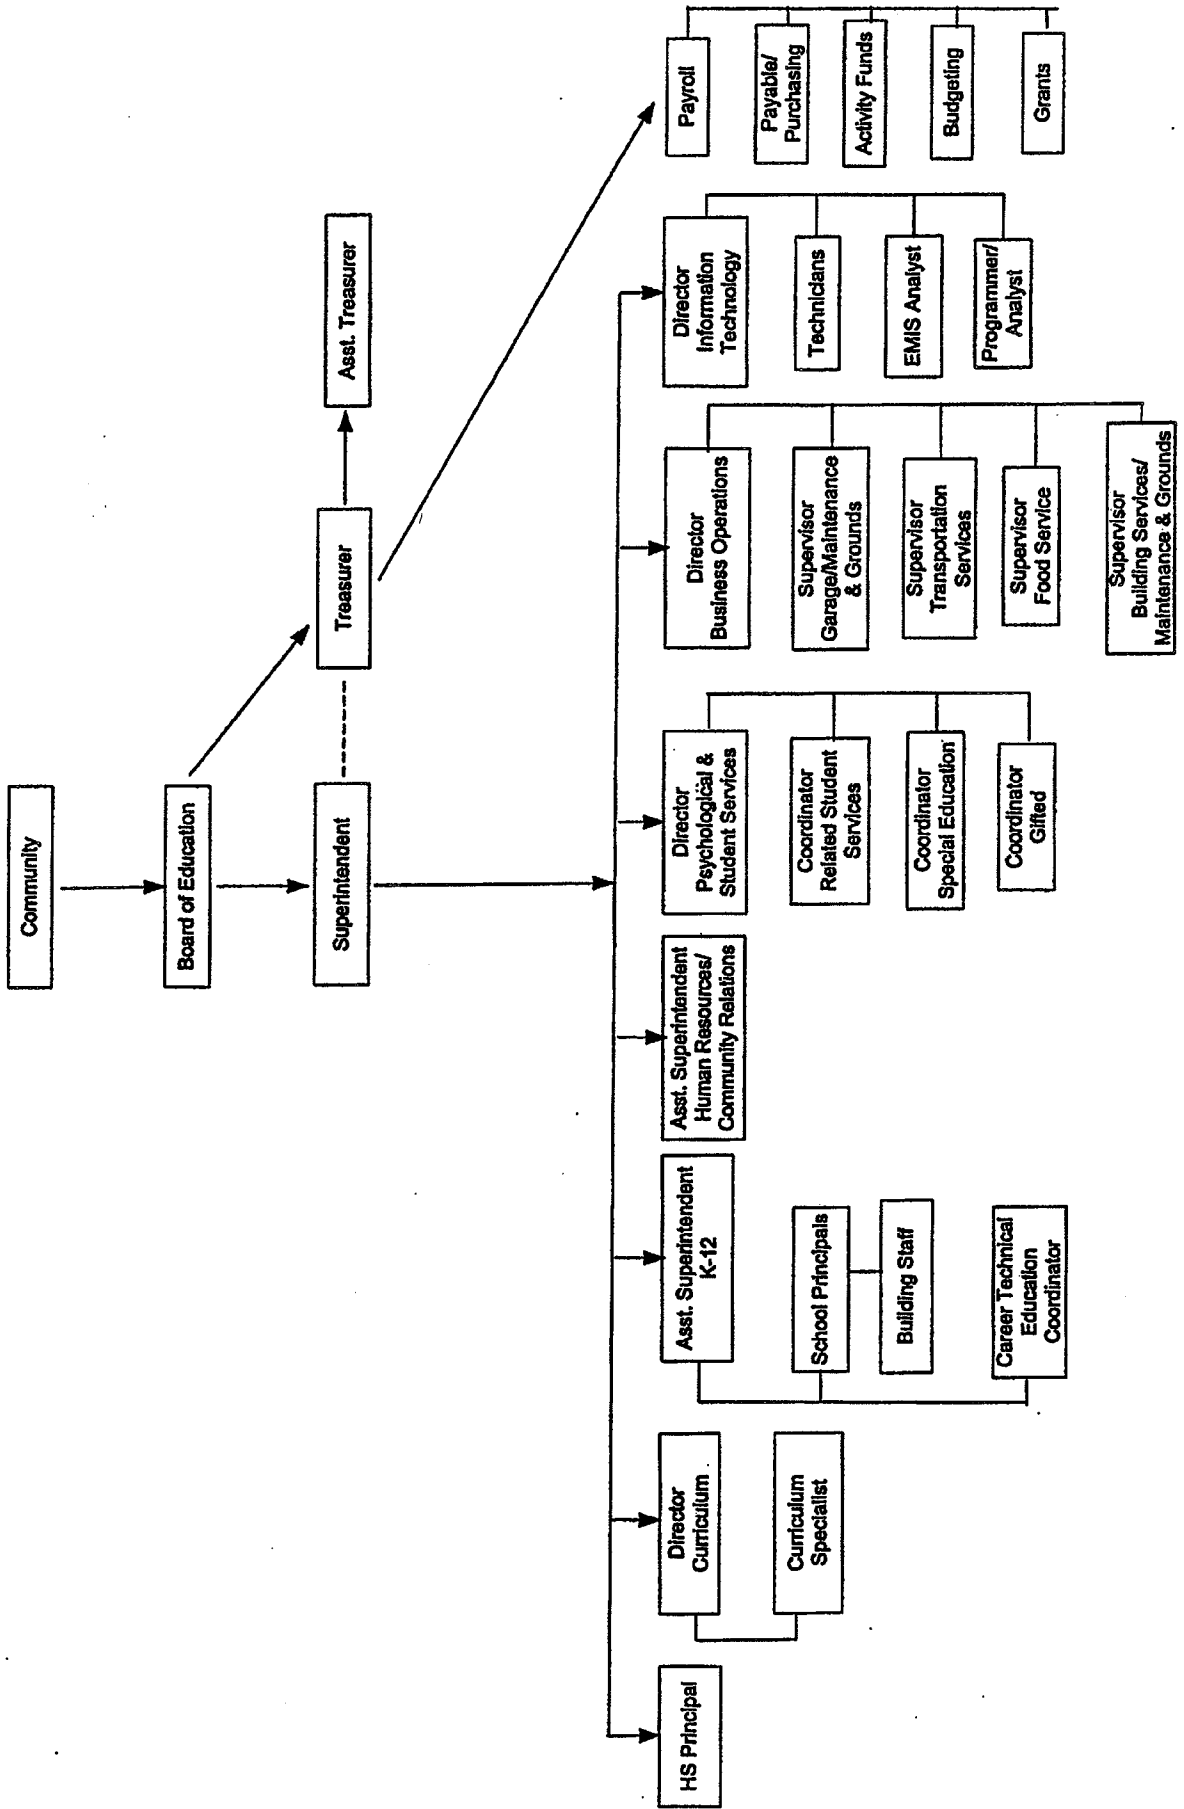 Community
Board of Education
Superintendent
Treasurer
Asst. Treasurer
HS Principal
Director
Curriculum
Curriculum
Specialist
Asst. Superintendent
K-12
School Principals
Building Staff
Career Technical
Education
Coordinator
Asst. Superintendent
Human Resources/
Community Relations
Director
Psychological &
Student Services
Coordinator
Related Student
Services
Coordinator
Special Education
Coordinator
Gifted
Director
Business Operations
Supervisor
Garage/Maintenance
& Grounds
Supervisor
Transportation
Services
Supervisor
Food Service
Supervisor
Building Services/
Maintenance & Grounds
Director
Information
Technology
Technicians
EMIS Analyst
Programmer/
Analyst
Payroll
Payable/
Purchasing
Activity Funds
Budgeting
Grants